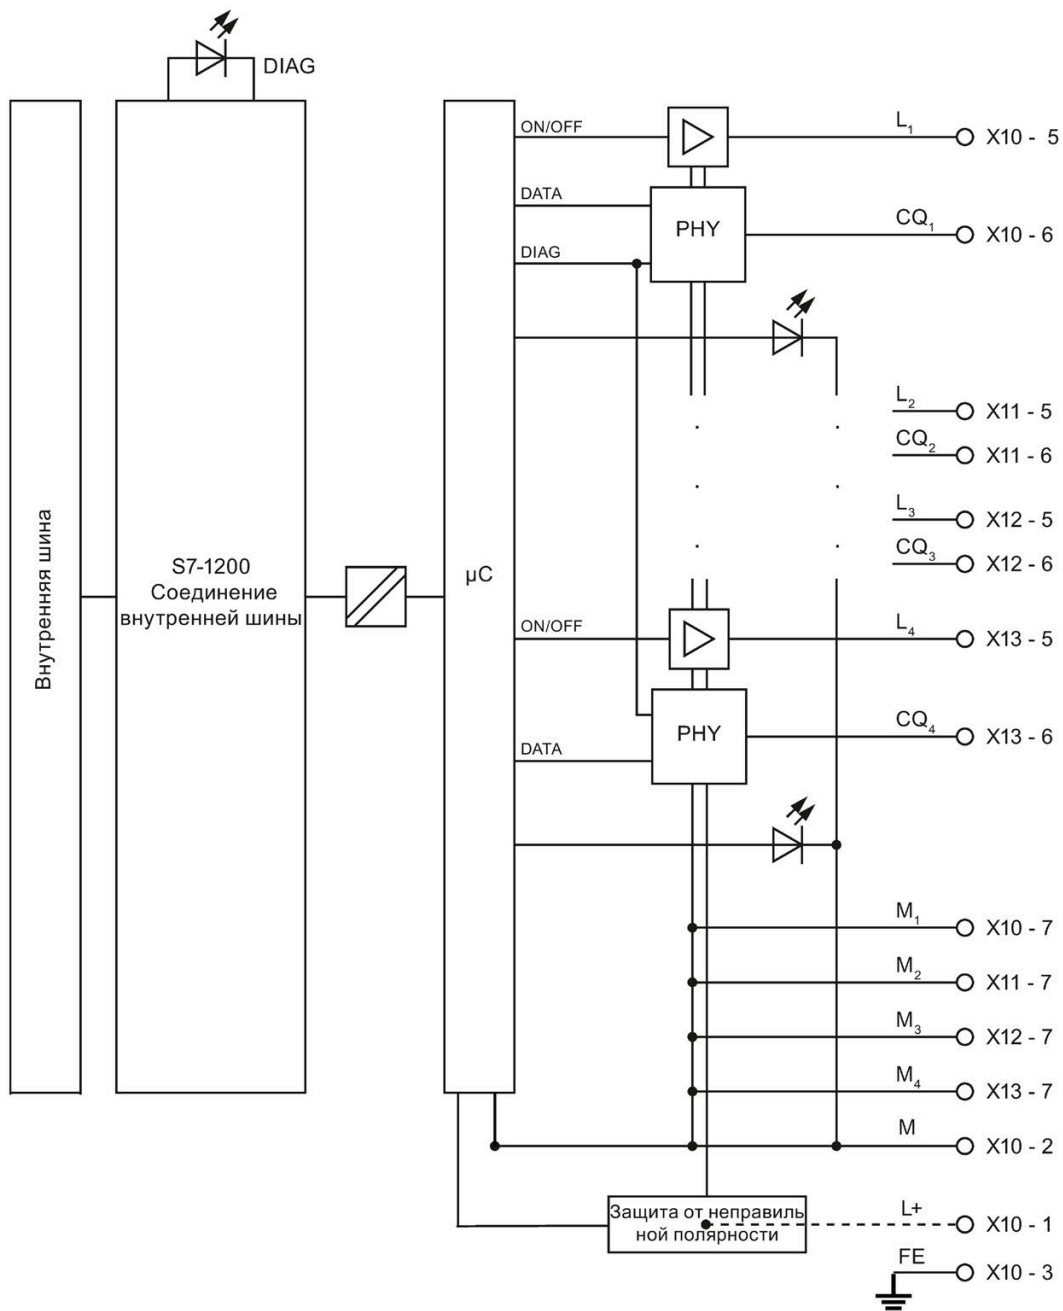 DIAG
ON/OFF
L1
X10 - 5
DATA
PHY
CQ1
X10 - 6
DIAG
L2
X11 - 5
CQ2
X11 - 6
L3
X12 - 5
CQ3
X12 - 6
Внутренняя шина
S7-1200
Соединение
внутренней шины
µC
ON/OFF
L4
X13 - 5
PHY
CQ4
X13 - 6
DATA
M1
X10 - 7
M2
X11 - 7
M3
X12 - 7
M4
X13 - 7
M
X10 - 2
Защита от неправиль
ной полярности
L+
X10 - 1
FE
X10 - 3